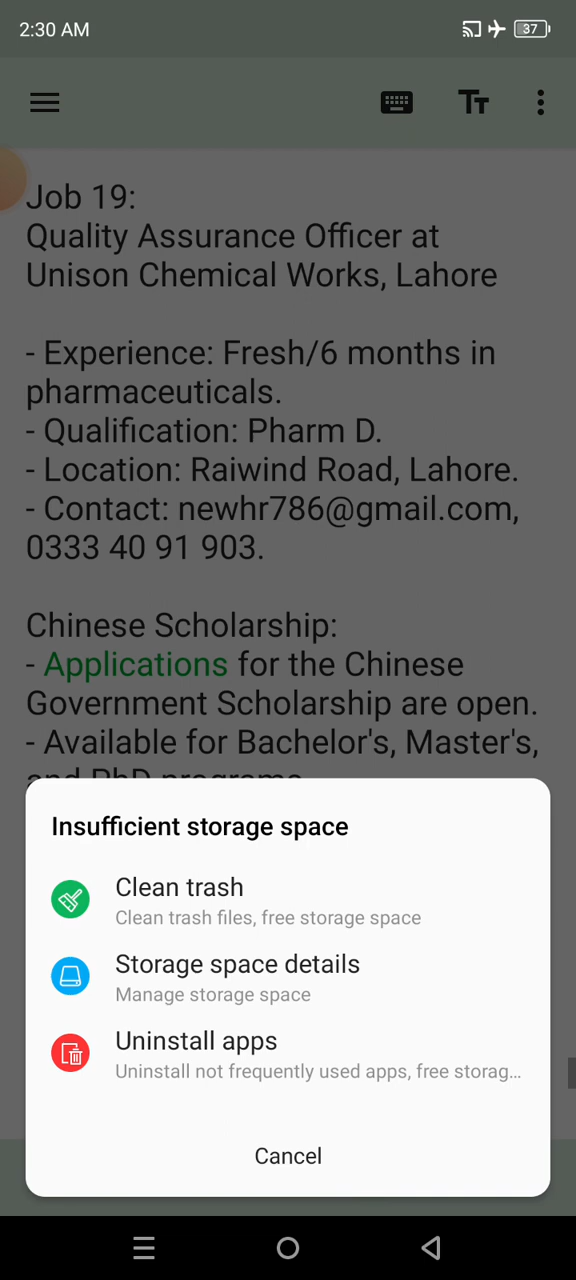 2:30 AM
37
Job 19:
Quality Assurance Officer at
Unison Chemical Works, Lahore
- Experience: Fresh/6 months in
pharmaceuticals.
- Qualification: Pharm D.
- Location: Raiwind Road, Lahore.
- Contact: newhr786@gmail.com,
0333 40 91 903.
Chinese Scholarship:
- Applications for the Chinese
Government Scholarship are open.
- Available for Bachelor's, Master's,
and PhD programs
Insufficient storage space
Clean trash
Clean trash files, free storage space
Storage space details
Manage storage space
Uninstall apps
Uninstall not frequently used apps, free storag...
Cancel